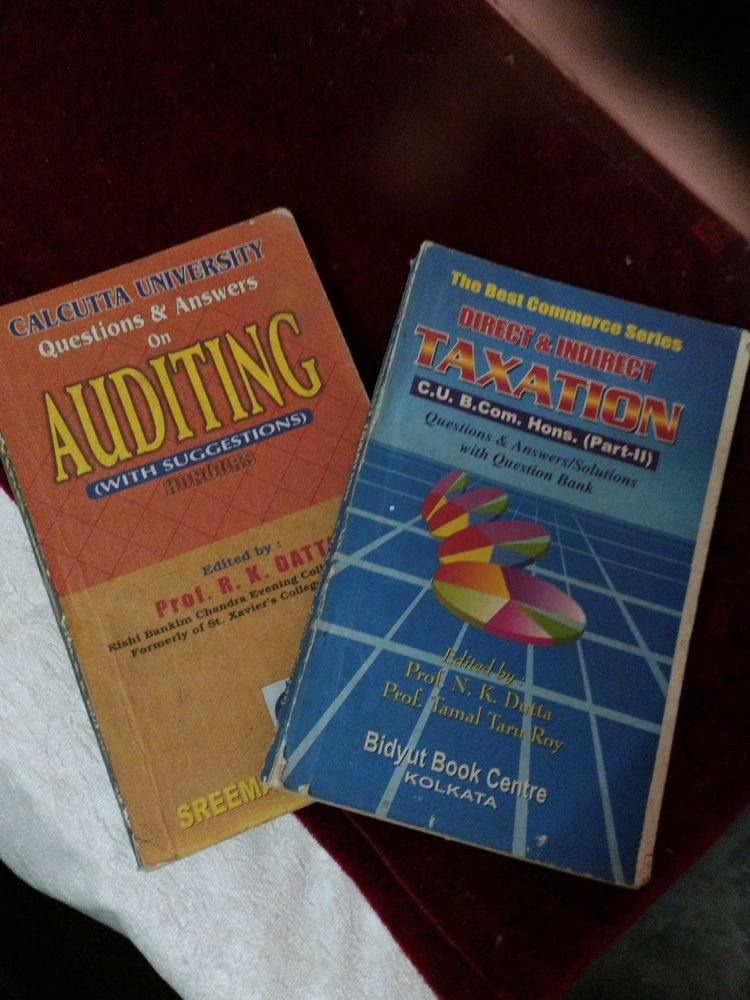 CALCUTTA UNIVERSITY
Questions & Answers
On
AUDITING
(WITH SUGGESTIONS)
HONOURS
Edited by :
Prof. R. K. DATTA
Rishi Bankim Chandra Evening
Formerly of St. Xavier's
The Best Commerce Series
DIRECT & INDIRECT
TAXATION
C.U. B.Com. Hons. (Part-II)
Questions & Answers/Solutions
with Question Bank
Edited by :
Prof. N. K. Dutta
Prof. Tamal Taru Roy
Bidyut Book Centre
KOLKATA